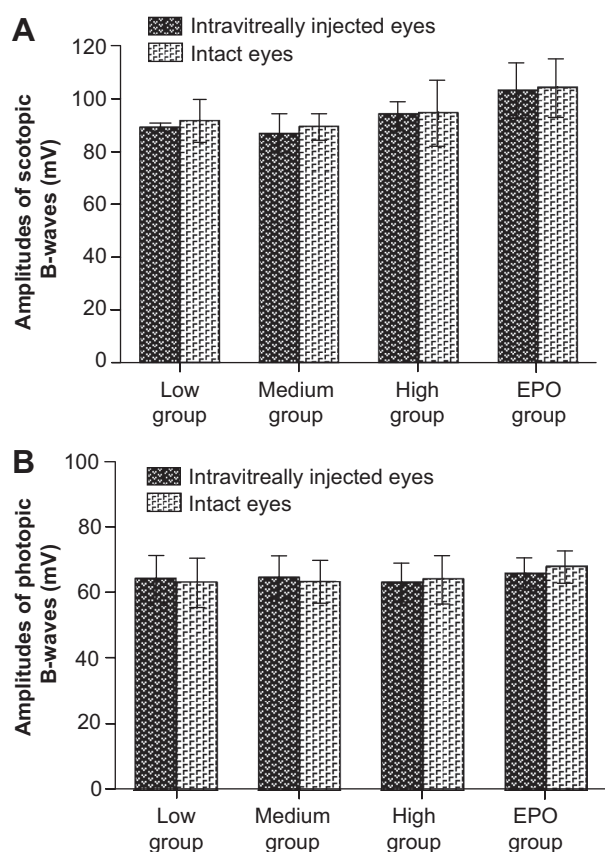 A
Intravitreally injected eyes
Intact eyes
Amplitudes of scotopic
B-waves (mV)
120
100
80
60
40
20
0
Low
group
Medium
group
High
group
EPO
group
B
Intravitreally injected eyes
Intact eyes
Amplitudes of photopic
B-waves (mV)
100
80
60
40
20
0
Low
group
Medium
group
High
group
EPO
group